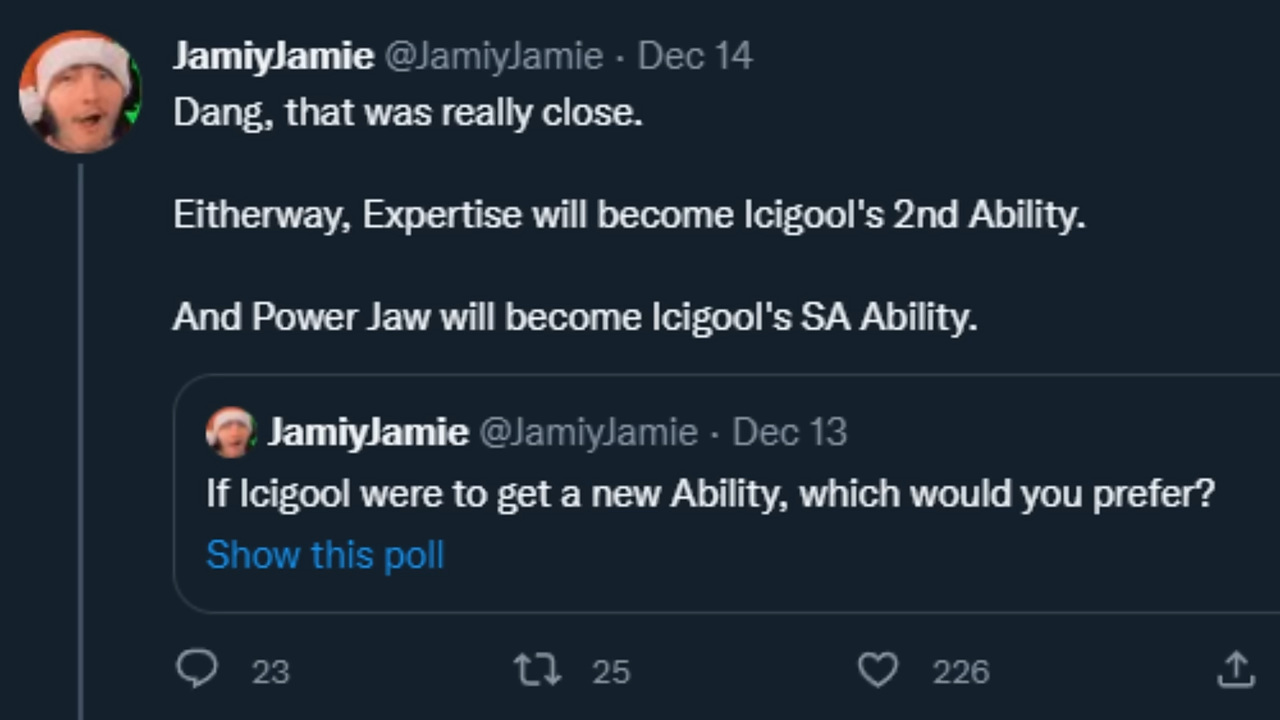 JamiyJamie @JamiyJamie · Dec 14
Dang, that was really close.
Eitherway, Expertise will become Icigool's 2nd Ability.
And Power Jaw will become Icigool's SA Ability.
JamiyJamie @JamiyJamie · Dec 13
If Icigool were to get a new Ability, which would you prefer?
Show this poll
23 25 226